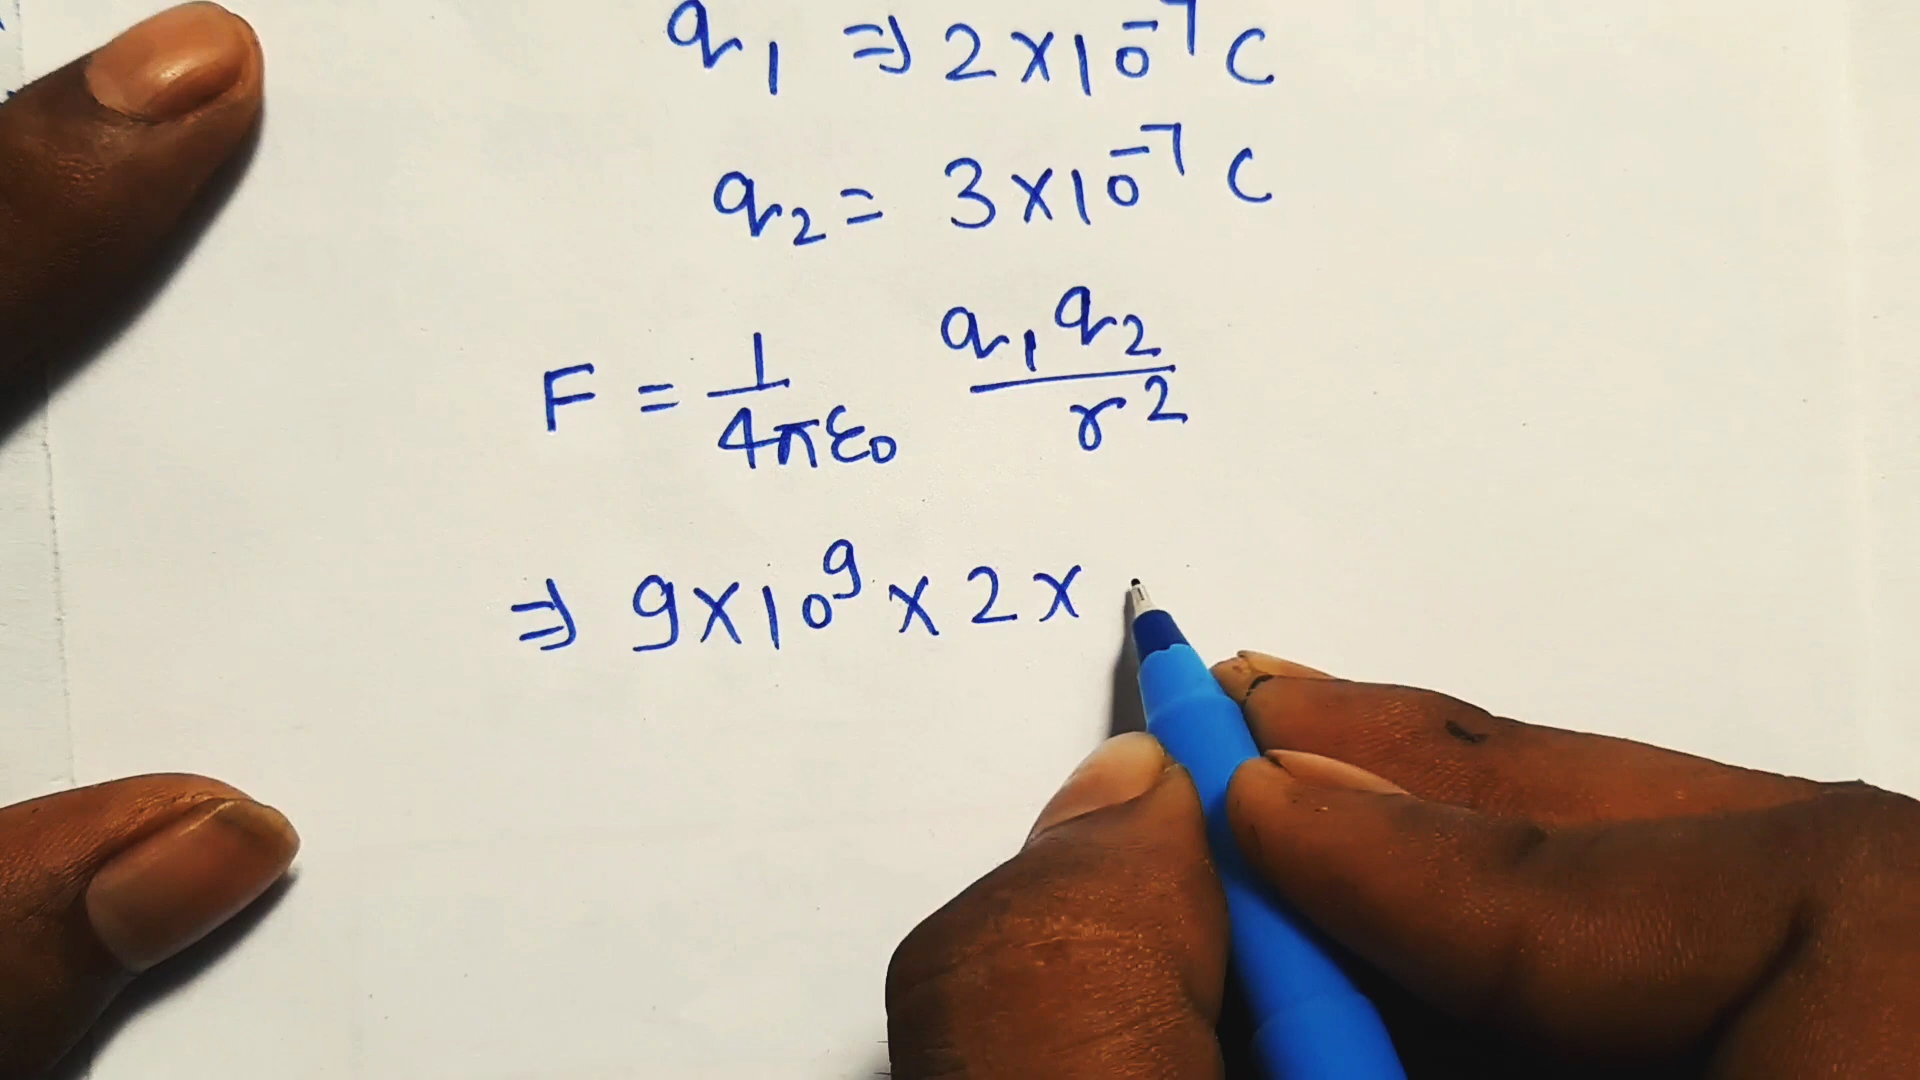 q₁ ⇒ 2×10⁻⁷ C
q₂ = 3×10⁻⁷ C
F = 1/4πε₀ q₁q₂/r²
⇒ 9×10⁹ × 2×